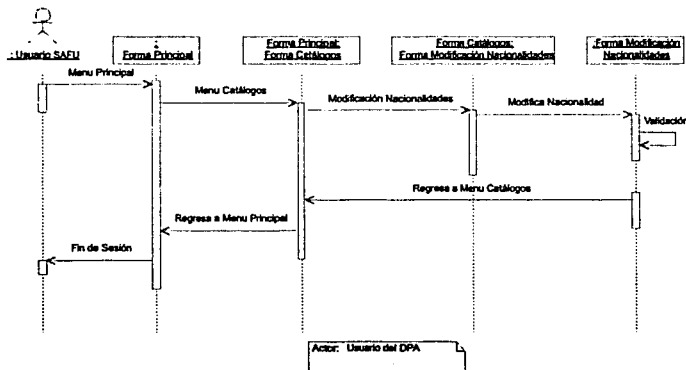 : Usuario SAFU
:
Forma Principal
Forma Principal:
Forma Catálogos
Forma Catálogos:
Forma Modificación Nacionalidades
:Forma Modificación
Nacionalidades
Menu Principal
Menu Catálogos
Modificación Nacionalidades
Modifica Nacionalidad
Validación
Regresa a Menu Catálogos
Regresa a Menu Principal
Fin de Sesión
Actor: Usuario del DPA